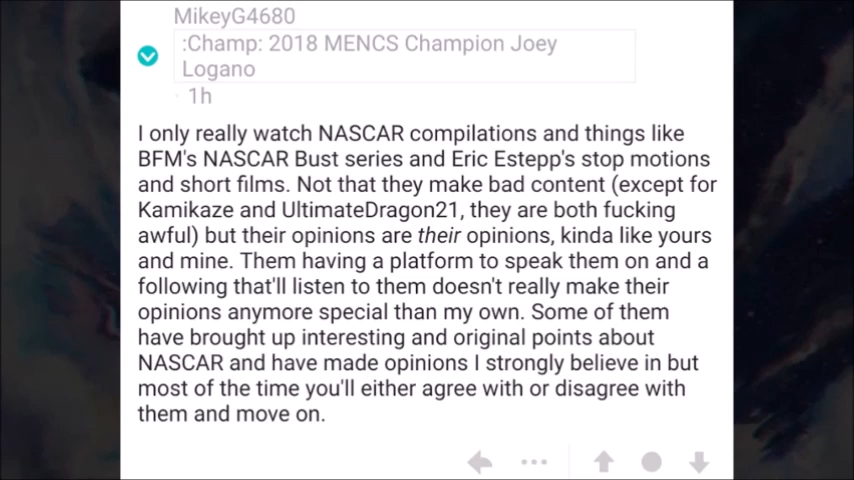 MikeyG4680
:Champ: 2018 MENCS Champion Joey
Logano
1h
I only really watch NASCAR compilations and things like
BFM's NASCAR Bust series and Eric Estepp's stop motions
and short films. Not that they make bad content (except for
Kamikaze and UltimateDragon21, they are both fucking
awful) but their opinions are their opinions, kinda like yours
and mine. Them having a platform to speak them on and a
following that'll listen to them doesn't really make their
opinions anymore special than my own. Some of them
have brought up interesting and original points about
NASCAR and have made opinions I strongly believe in but
most of the time you'll either agree with or disagree with
them and move on.